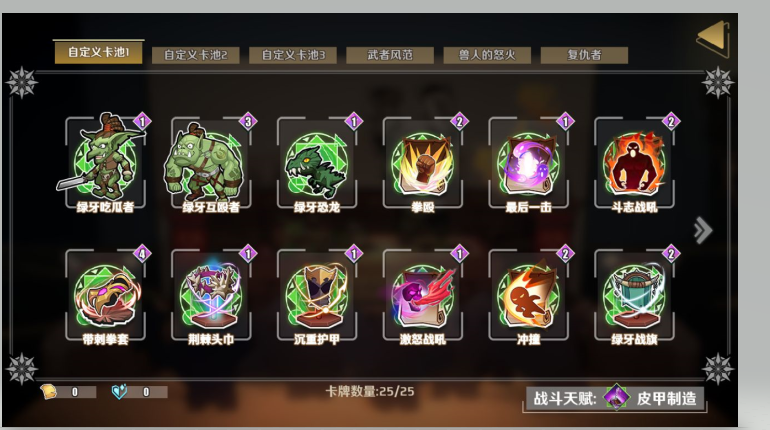 自定义卡池1 自定义卡池2 自定义卡池3 武者风范 兽人的怒火 复仇者
1 3 1 2 1 2
绿牙吃瓜者 绿牙互殴者 绿牙恐龙 拳殴 最后一击 斗志战吼
4 1 1 1 2 2
带刺拳套 荆棘头巾 沉重护甲 激怒战吼 冲撞 绿牙战旗
0 0 卡牌数量:25/25 战斗天赋: 皮甲制造